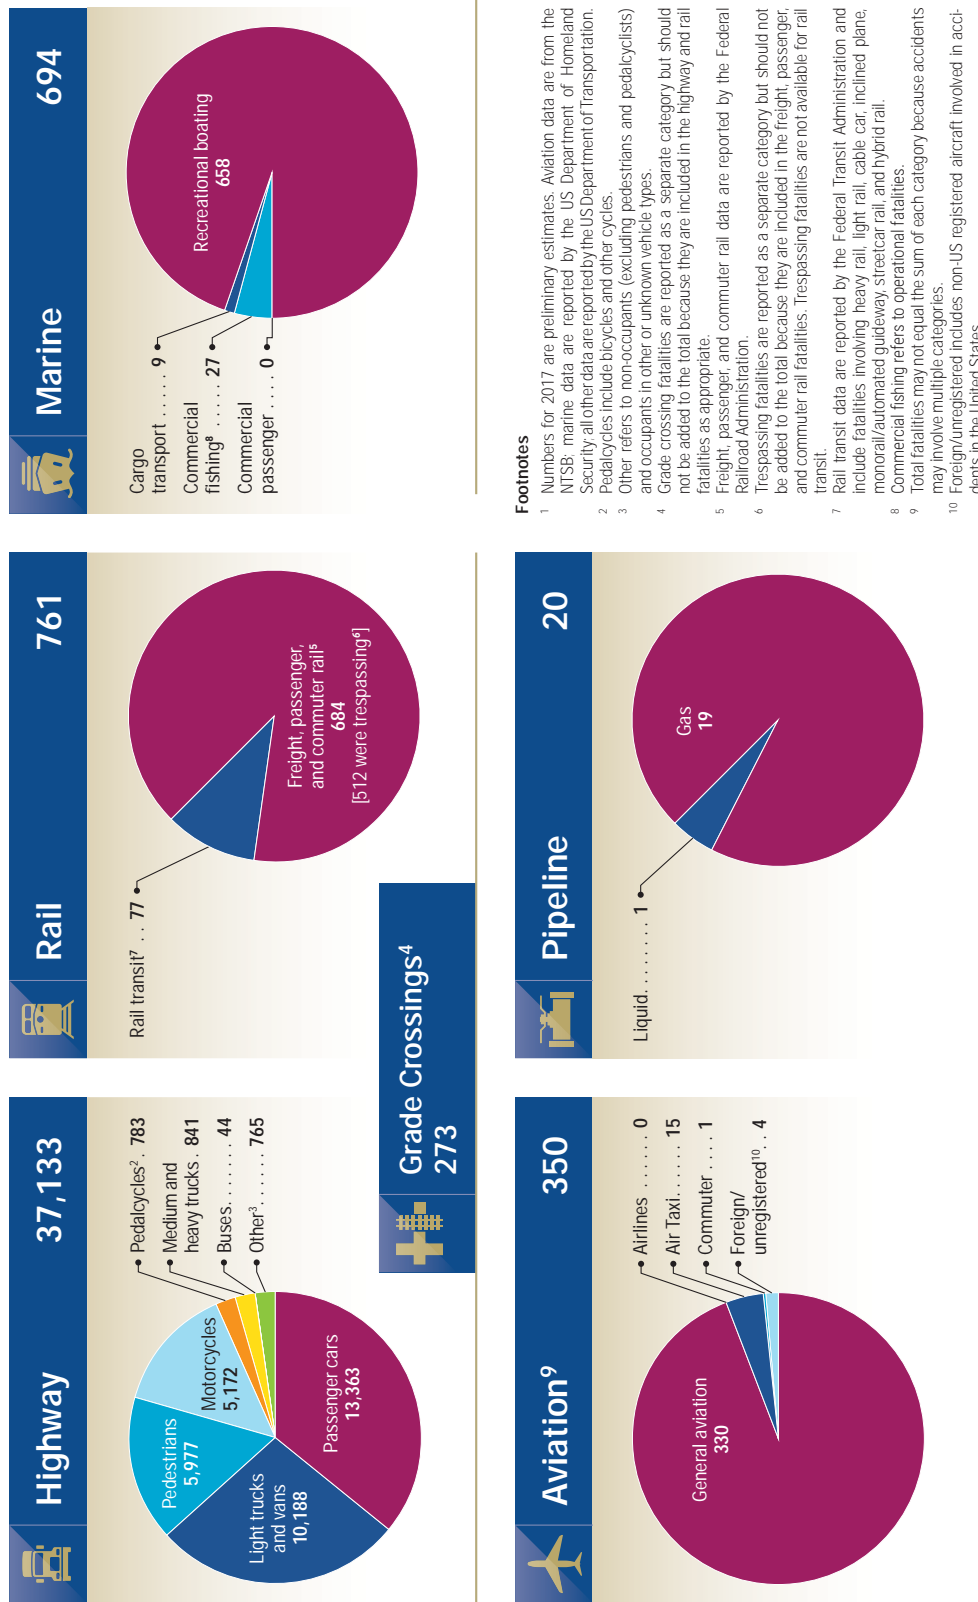 Highway 37,133
Pedestrians
5,977
Motorcycles
5,172
Light trucks
and vans
10,188
Passenger cars
13,363
Pedalcycles² . 783
Medium and
heavy trucks . 841
Buses. . . . . . . 44
Other³. . . . . . 765
Rail 761
Rail transit⁷ . . 77
Freight, passenger,
and commuter rail⁵
684
[512 were trespassing⁶]
Grade Crossings⁴
273
Marine 694
Cargo
transport . . . . . 9
Commercial
fishing⁸ . . . . . 27
Commercial
passenger . . . . 0
Recreational boating
658
Aviation⁹ 350
General aviation
330
Airlines . . . . . . 0
Air Taxi. . . . . . 15
Commuter . . . . 1
Foreign/
unregistered¹⁰. . 4
Pipeline 20
Liquid. . . . . . . . 1
Gas
19
Footnotes
1 Numbers for 2017 are preliminary estimates. Aviation data are from the
NTSB; marine data are reported by the US Department of Homeland
Security; all other data are reported by the US Department of Transportation.
2 Pedalcycles include bicycles and other cycles.
3 Other refers to non-occupants (excluding pedestrians and pedalcyclists)
and occupants in other or unknown vehicle types.
4 Grade crossing fatalities are reported as a separate category but should
not be added to the total because they are included in the highway and rail
fatalities as appropriate.
5 Freight, passenger, and commuter rail data are reported by the Federal
Railroad Administration.
6 Trespassing fatalities are reported as a separate category but should not
be added to the total because they are included in the freight, passenger,
and commuter rail fatalities. Trespassing fatalities are not available for rail
transit.
7 Rail transit data are reported by the Federal Transit Administration and
include fatalities involving heavy rail, light rail, cable car, inclined plane,
monorail/automated guideway, streetcar rail, and hybrid rail.
8 Commercial fishing refers to operational fatalities.
9 Total fatalities may not equal the sum of each category because accidents
may involve multiple categories.
10 Foreign/unregistered includes non-US registered aircraft involved in acci-
dents in the United States.